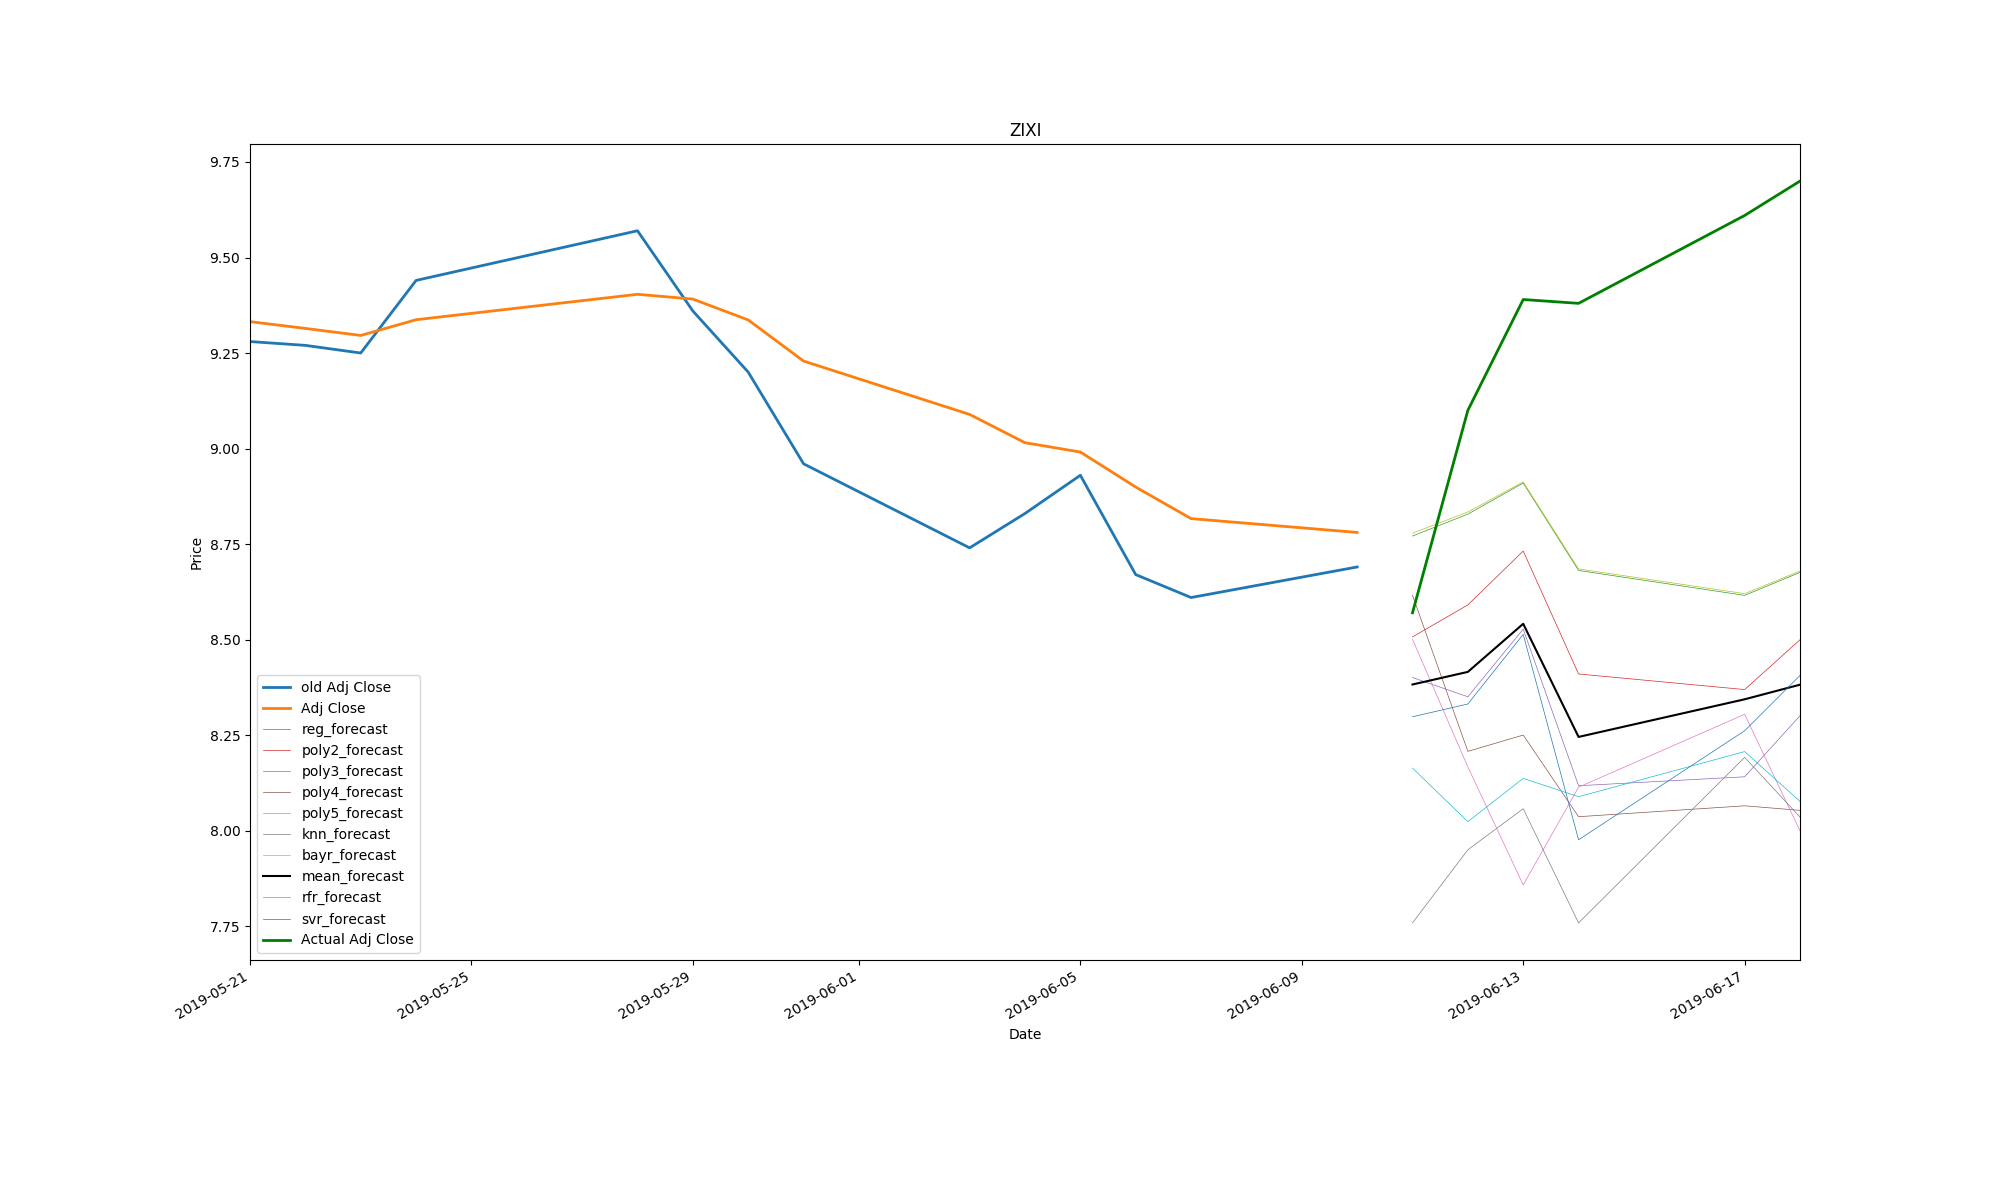 ZIXI
9.75
9.50
9.25
9.00
8.75
8.50
8.25
8.00
7.75
Price
old Adj Close
Adj Close
reg_forecast
poly2_forecast
poly3_forecast
poly4_forecast
poly5_forecast
knn_forecast
bayr_forecast
mean_forecast
rfr_forecast
svr_forecast
Actual Adj Close
2019-05-21
2019-05-25
2019-05-29
2019-06-01
2019-06-05
2019-06-09
2019-06-13
2019-06-17
Date